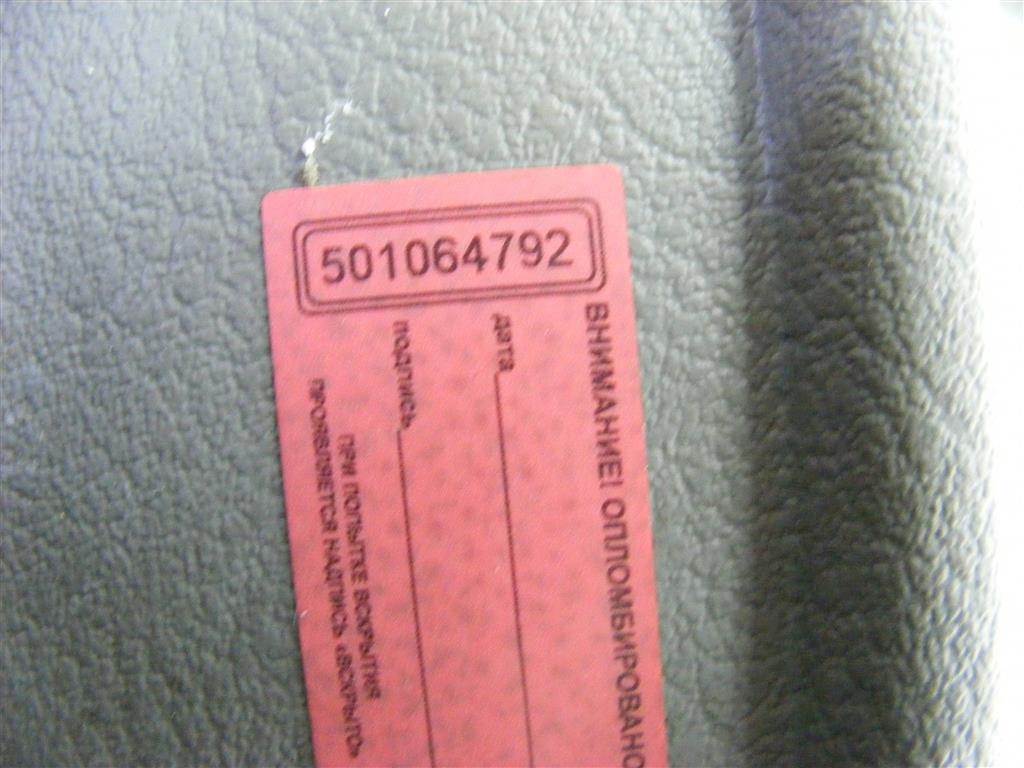 501064792
ВНИМАНИЕ! ОПЛОМБИРОВАНО
дата
подпись
ПРИ ПОПЫТКЕ ВСКРЫТИЯ
ПРОЯВЛЯЕТСЯ НАДПИСЬ «ВСКРЫТО»